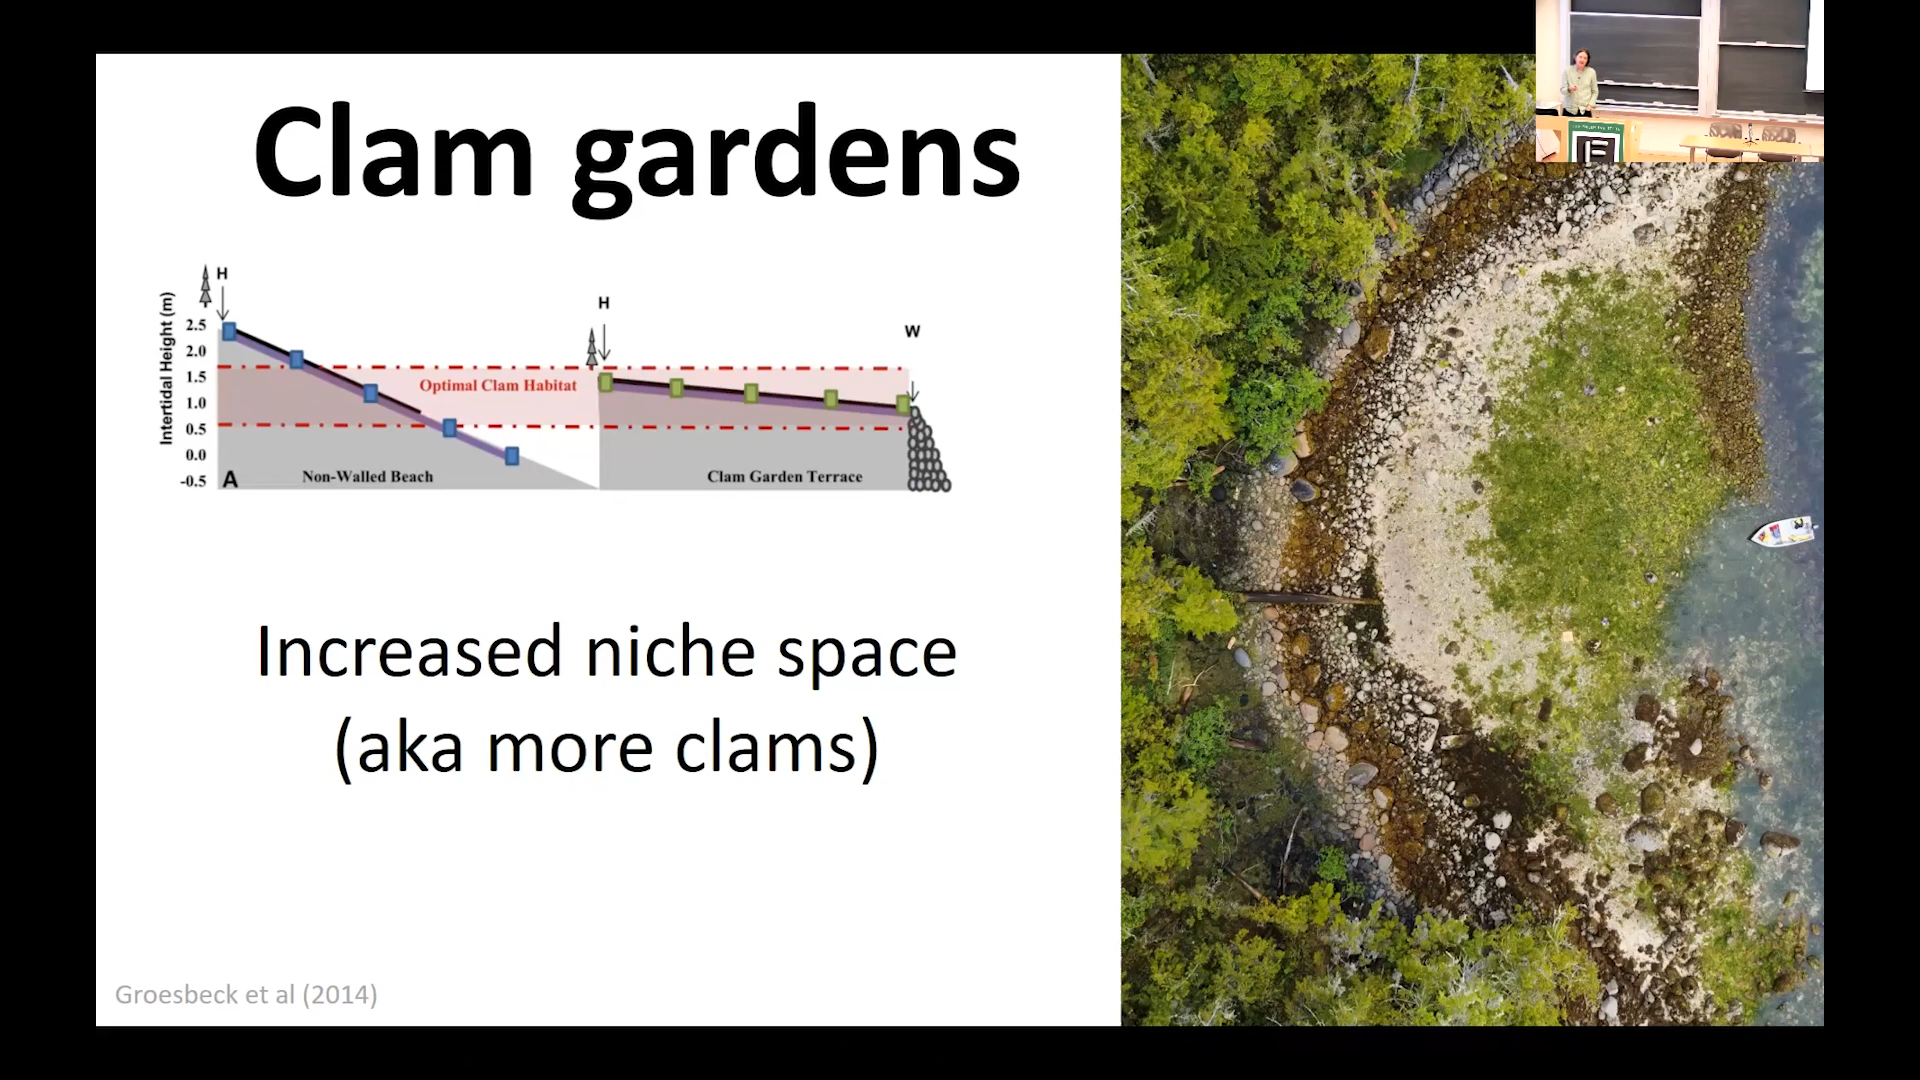 Clam gardens
H
H
W
Intertidal Height (m)
2.5
2.0
1.5
1.0
0.5
0.0
-0.5
Optimal Clam Habitat
A
Non-Walled Beach
Clam Garden Terrace
Increased niche space
(aka more clams)
Groesbeck et al (2014)